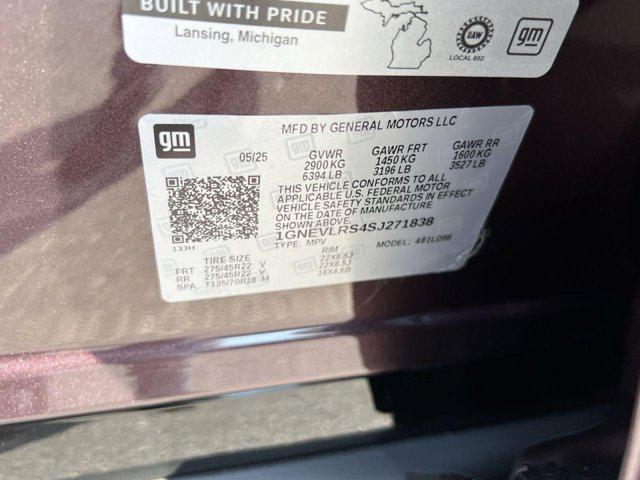 BUILT WITH PRIDE
Lansing, Michigan
UAW
LOCAL 602
gm
gm
MFD BY GENERAL MOTORS LLC
05/25 GVWR GAWR FRT GAWR RR
2900 KG 1450 KG 1600 KG
6394 LB 3196 LB 3527 LB
THIS VEHICLE CONFORMS TO ALL
APPLICABLE U.S. FEDERAL MOTOR
VEHICLE SAFETY STANDARDS IN EFFECT
ON THE DATE OF MANUFACTURE
133H 1GNEVLRS4SJ271838
TYPE: MPV MODEL:
TIRE SIZE RIM
FRT 275/45R22 V 22X8.5J
RR 275/45R22 V 22X8.5J
SPA T135/70R18 M 18X4.5B